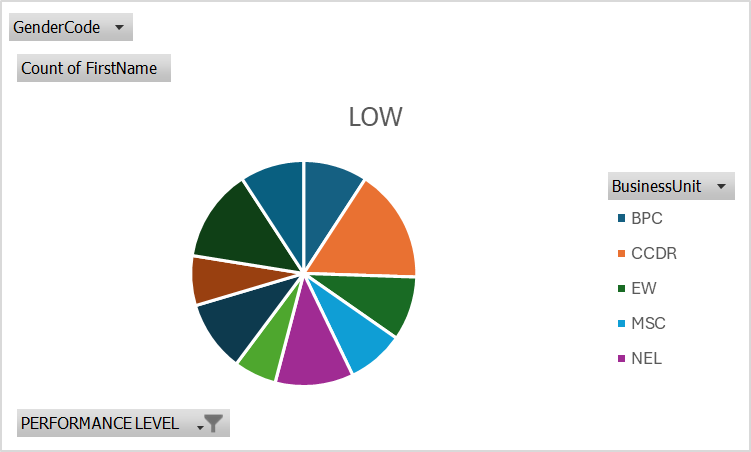 GenderCode
Count of FirstName
LOW
BusinessUnit
BPC
CCDR
EW
MSC
NEL
PERFORMANCE LEVEL